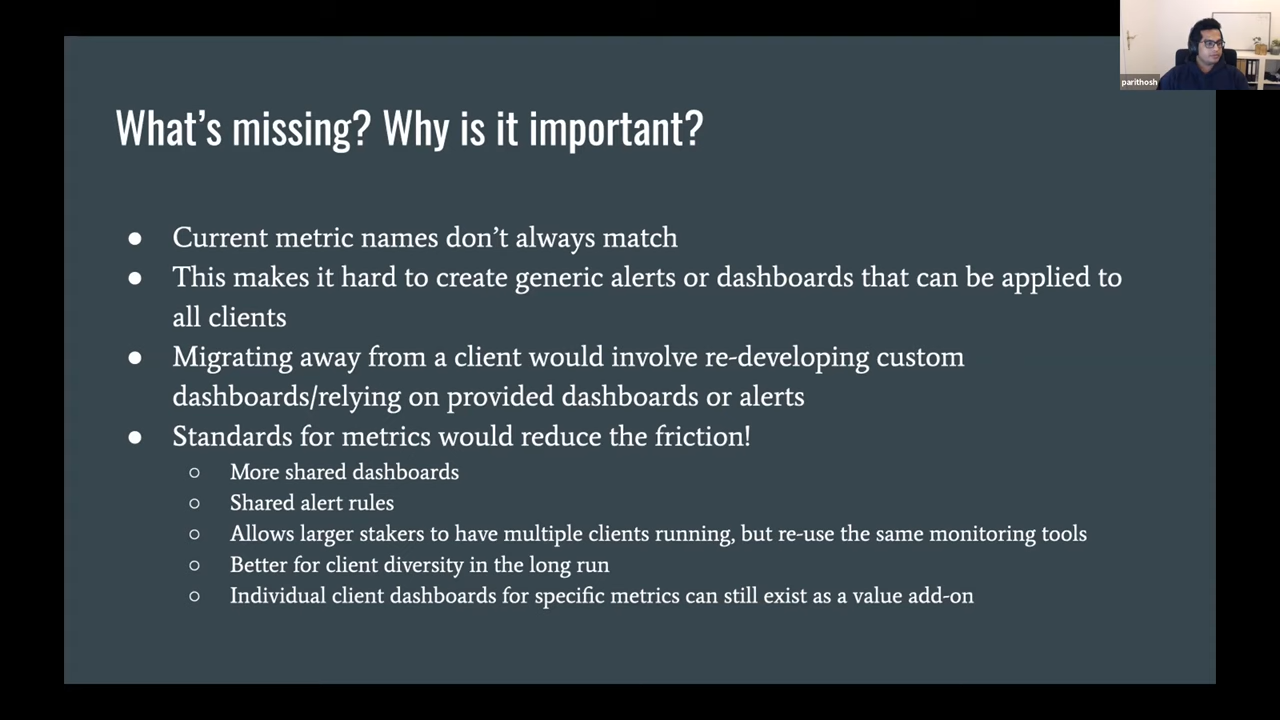 parithosh
What’s missing? Why is it important?
● Current metric names don’t always match
● This makes it hard to create generic alerts or dashboards that can be applied to
all clients
● Migrating away from a client would involve re-developing custom
dashboards/relying on provided dashboards or alerts
● Standards for metrics would reduce the friction!
○ More shared dashboards
○ Shared alert rules
○ Allows larger stakers to have multiple clients running, but re-use the same monitoring tools
○ Better for client diversity in the long run
○ Individual client dashboards for specific metrics can still exist as a value add-on